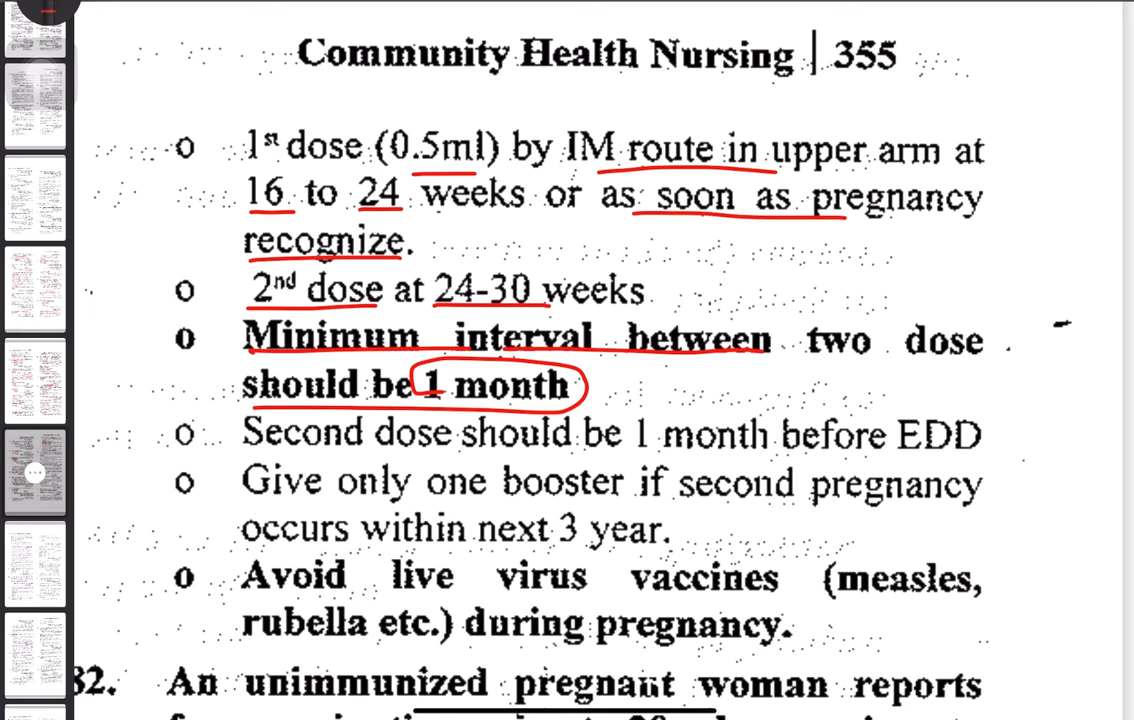 Community Health Nursing | 355
o 1st dose (0.5ml) by IM route in upper arm at
16 to 24 weeks or as soon as pregnancy
recognize.
o 2nd dose at 24-30 weeks
o Minimum interval between two dose
should be 1 month
o Second dose should be 1 month before EDD
o Give only one booster if second pregnancy
occurs within next 3 year.
o Avoid live virus vaccines (measles,
rubella etc.) during pregnancy.
82. An unimmunized pregnant woman reports